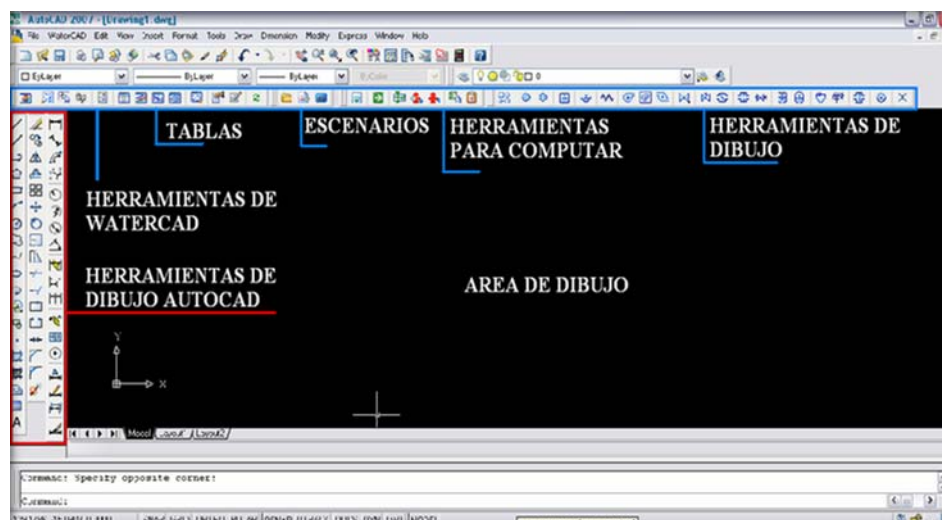 AutoCAD 2007 - [Drawing1.dwg]
File WaterCAD Edit View Insert Format Tools Draw Dimension Modify Express Window Help
ByLayer ByLayer ByLayer ByColor 0
TABLAS
ESCENARIOS
HERRAMIENTAS
PARA COMPUTAR
HERRAMIENTAS DE
DIBUJO
HERRAMIENTAS DE
WATERCAD
HERRAMIENTAS DE
DIBUJO AUTOCAD
AREA DE DIBUJO
Y
X
A
Model Layout1 Layout2
Command: Specify opposite corner:
Command: